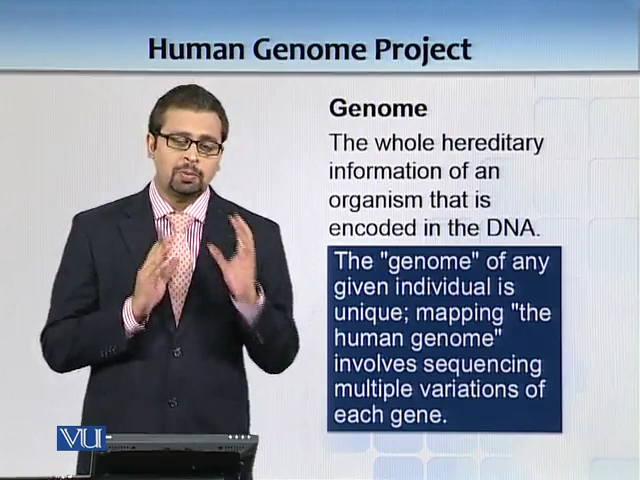 Human Genome Project
Genome
The whole hereditary
information of an
organism that is
encoded in the DNA.
The "genome" of any
given individual is
unique; mapping "the
human genome"
involves sequencing
multiple variations of
each gene.
VU